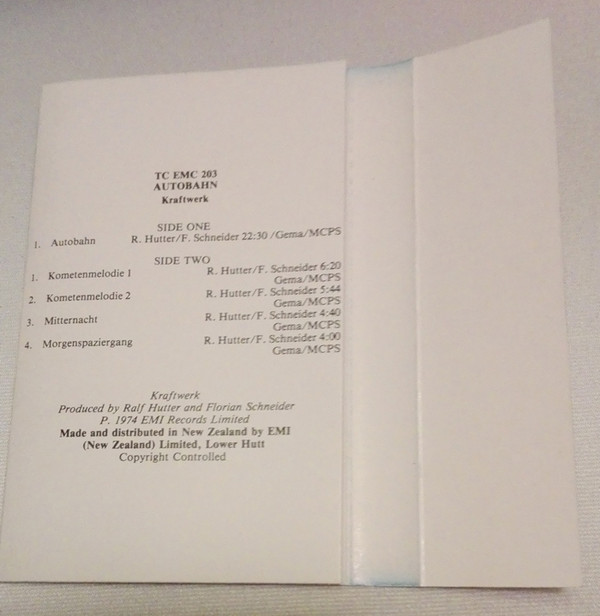 TC EMC 203
AUTOBAHN
Kraftwerk
SIDE ONE
1. Autobahn R. Hutter/F. Schneider 22:30 /Gema/MCPS
SIDE TWO
1. Kometenmelodie 1 R. Hutter/F. Schneider 6:20
Gema/MCPS
2. Kometenmelodie 2 R. Hutter/F. Schneider 5:44
Gema/MCPS
3. Mitternacht R. Hutter/F. Schneider 4:40
Gema/MCPS
4. Morgenspaziergang R. Hutter/F. Schneider 4:00
Gema/MCPS
Kraftwerk
Produced by Ralf Hutter and Florian Schneider
P. 1974 EMI Records Limited
Made and distributed in New Zealand by EMI
(New Zealand) Limited, Lower Hutt
Copyright Controlled